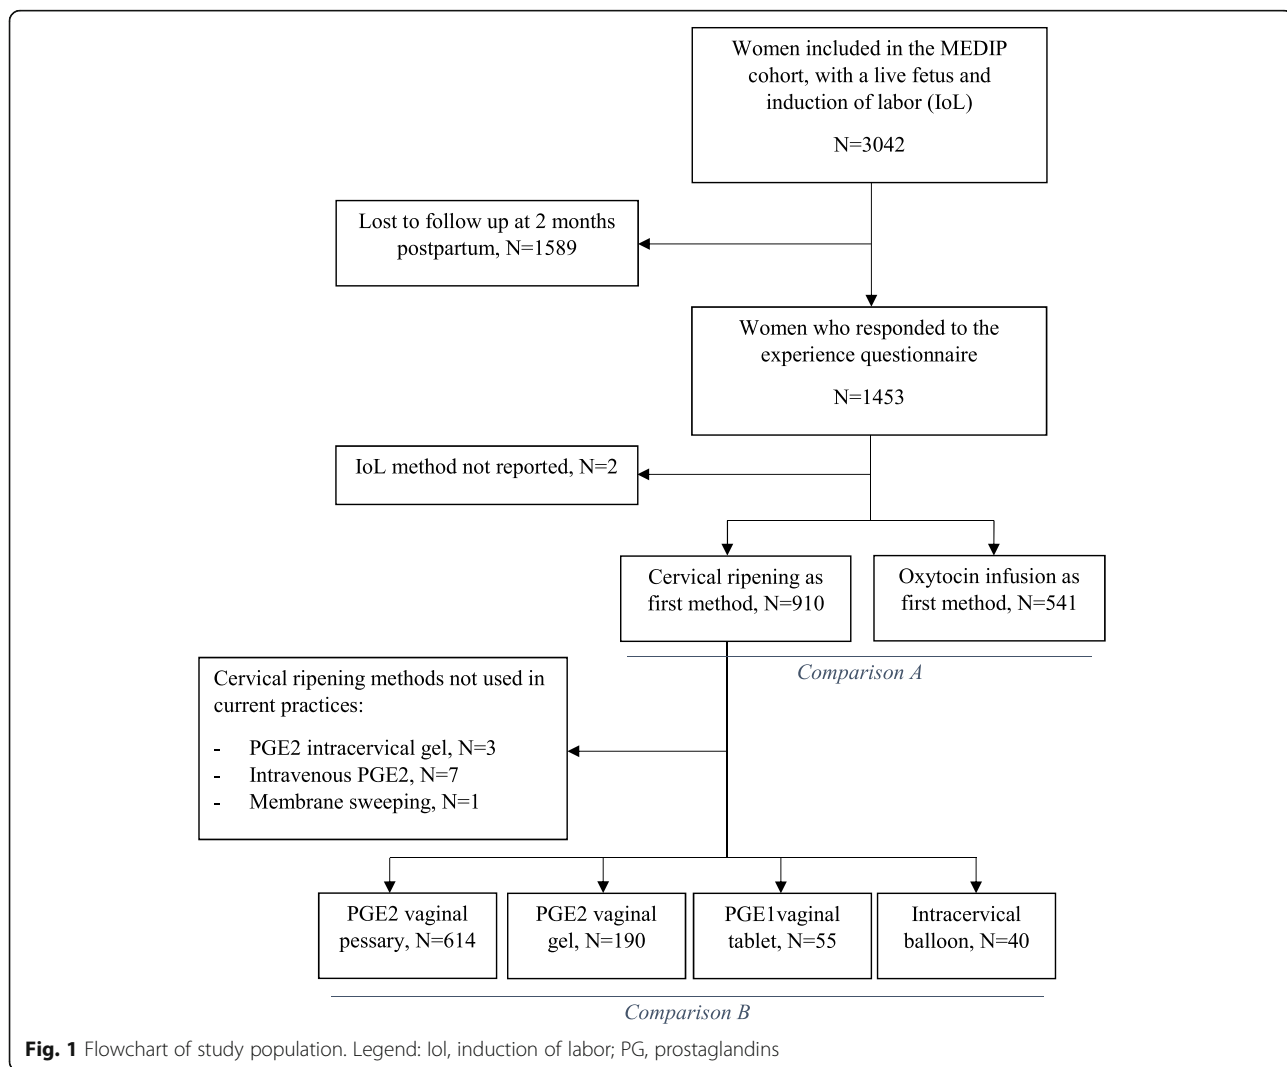 Women included in the MEDIP
cohort, with a live fetus and
induction of labor (IoL)
N=3042
Lost to follow up at 2 months
postpartum, N=1589
Women who responded to the
experience questionnaire
N=1453
IoL method not reported, N=2
Cervical ripening as
first method, N=910
Oxytocin infusion as
first method, N=541
Comparison A
Cervical ripening methods not used in
current practices:
- PGE2 intracervical gel, N=3
- Intravenous PGE2, N=7
- Membrane sweeping, N=1
PGE2 vaginal
pessary, N=614
PGE2 vaginal
gel, N=190
PGE1vaginal
tablet, N=55
Intracervical
balloon, N=40
Comparison B
Fig. 1 Flowchart of study population. Legend: Iol, induction of labor; PG, prostaglandins